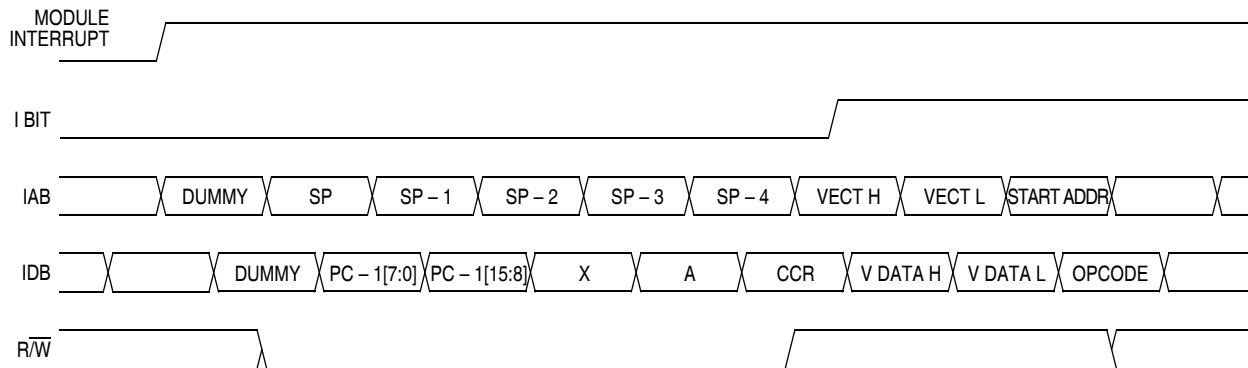 MODULE
INTERRUPT
I BIT
IAB DUMMY SP SP – 1 SP – 2 SP – 3 SP – 4 VECT H VECT L START ADDR
IDB DUMMY PC – 1[7:0] PC – 1[15:8] X A CCR V DATA H V DATA L OPCODE
R/W̅